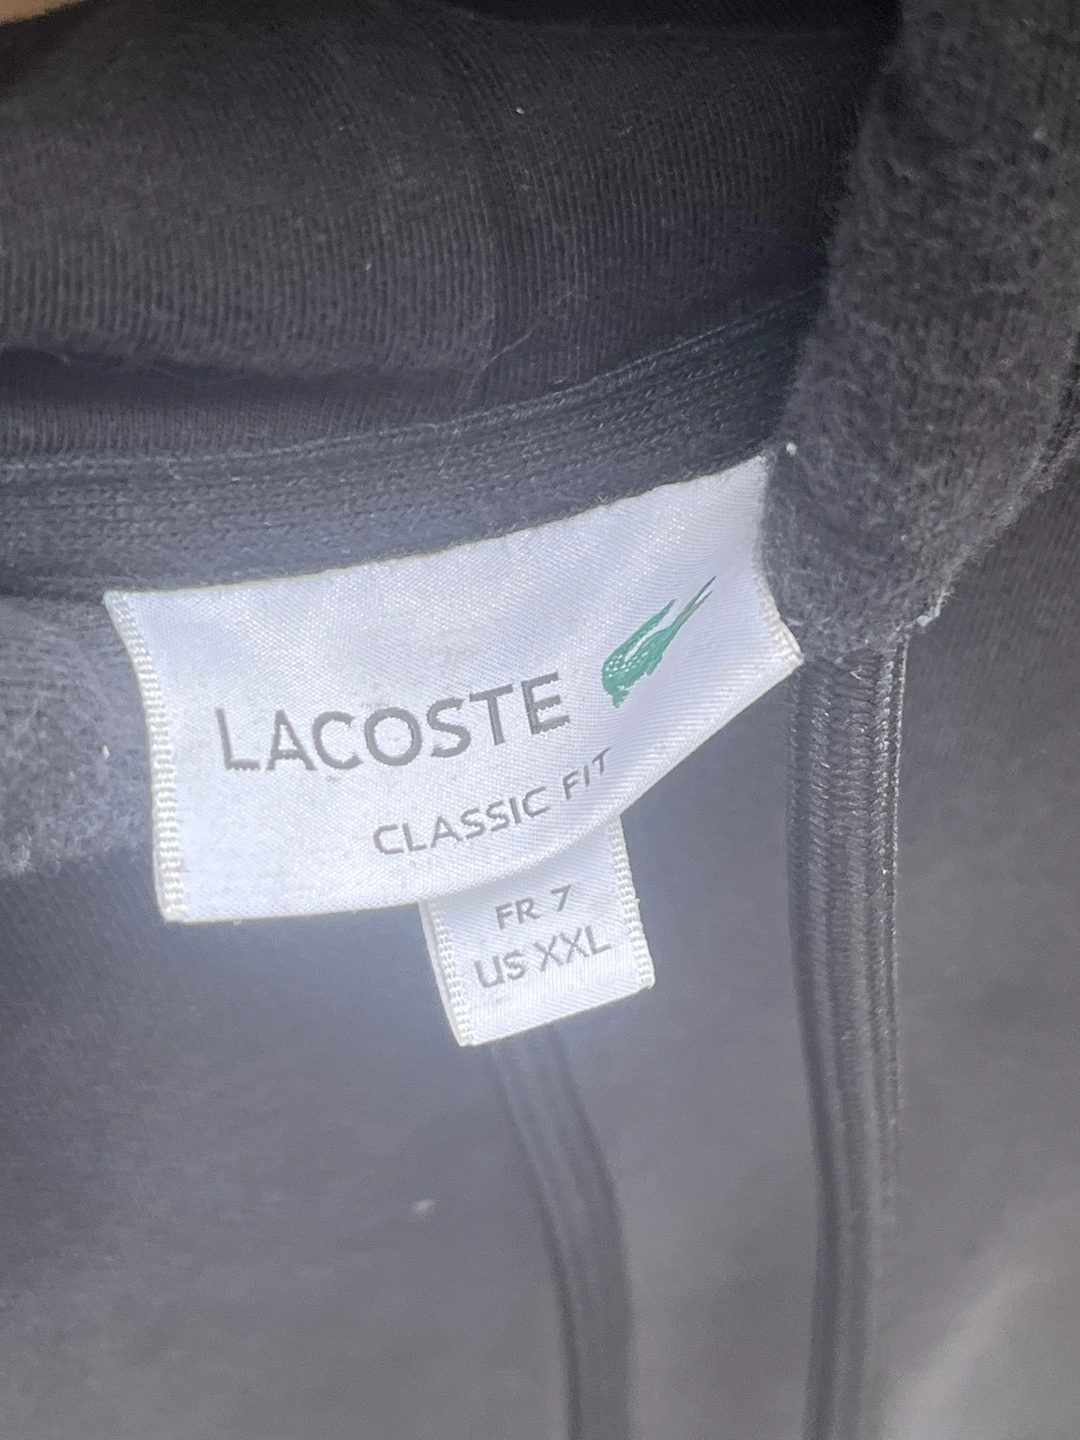 LACOSTE
CLASSIC FIT
FR 7
US XXL